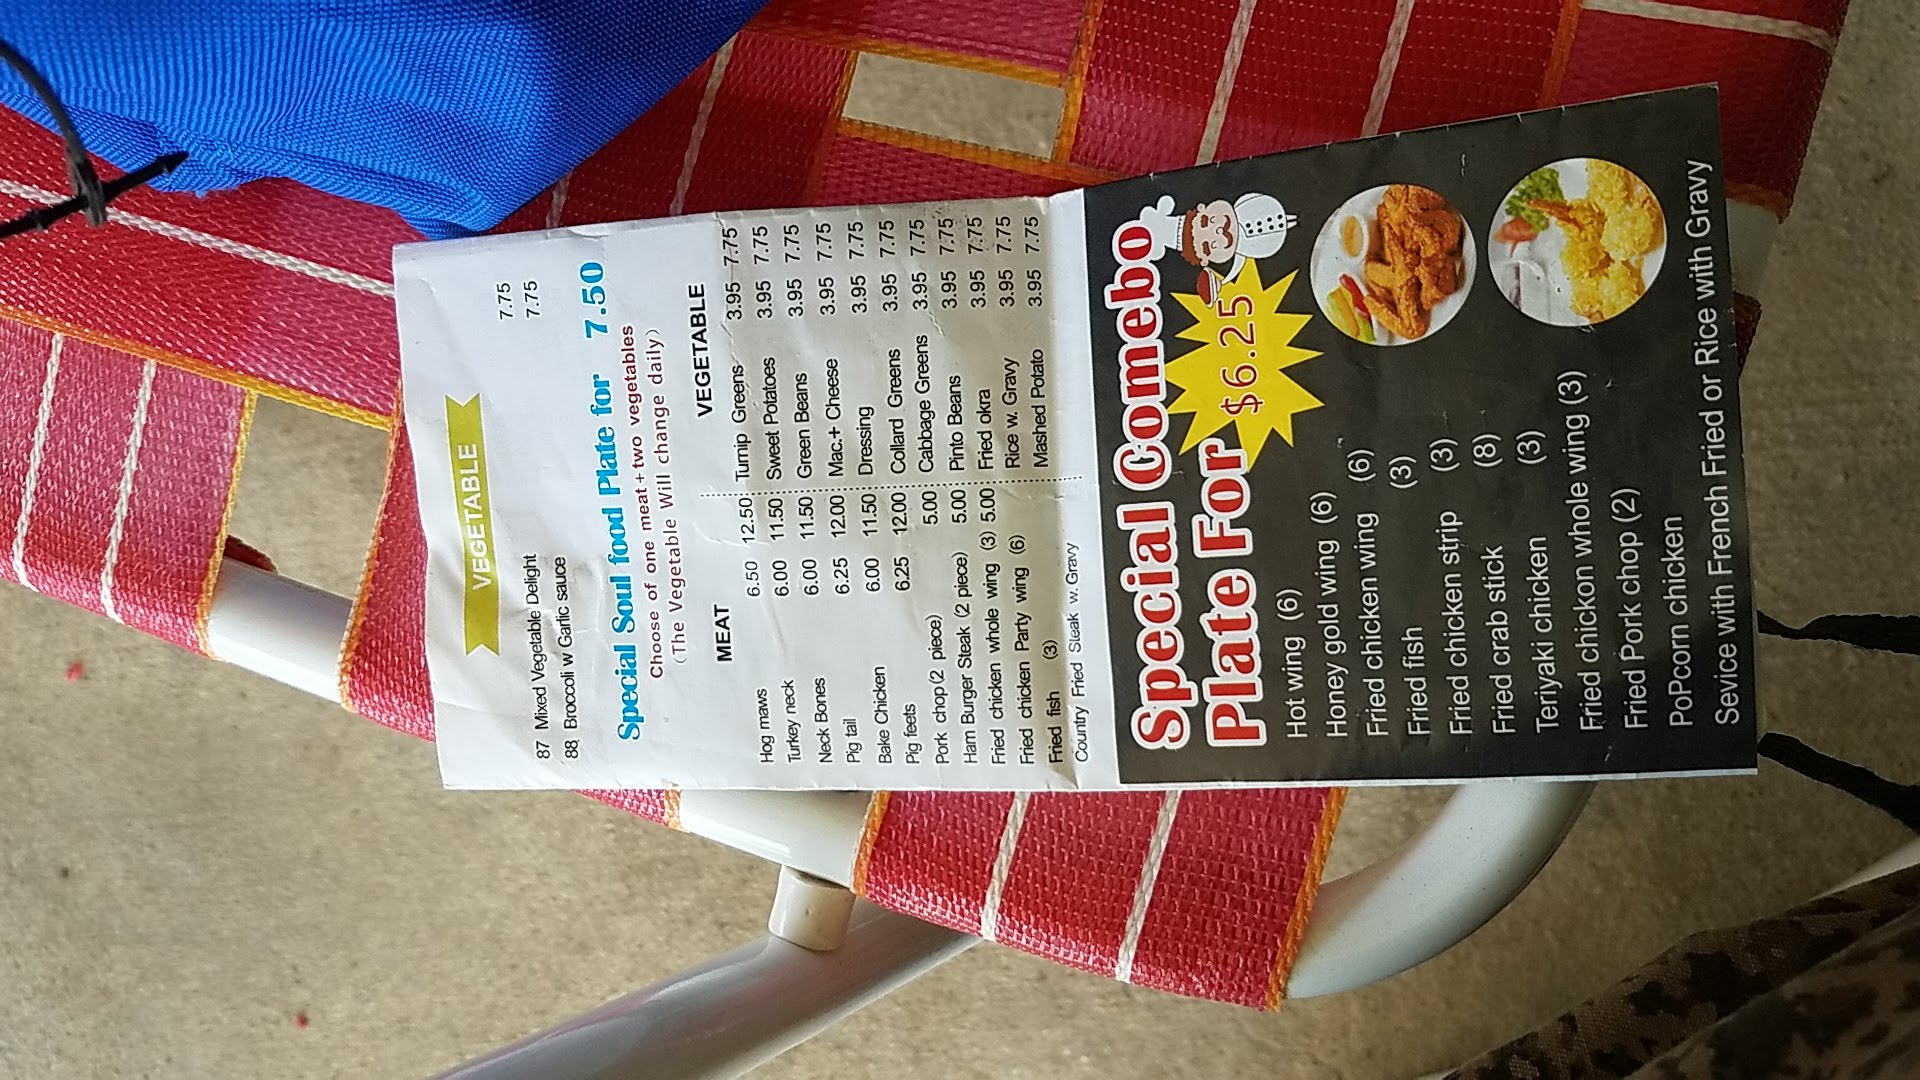 VEGETABLE
87 Mixed Vegetable Delight 7.75
88 Broccoli w Garlic sauce 7.75
Special Soul food Plate for 7.50
Choose of one meat + two vegetables
(The Vegetable Will change daily)
MEAT
Hog maws 6.50 12.50
Turkey neck 6.00 11.50
Neck Bones 6.00 11.50
Pig tail 6.25 12.00
Bake Chicken 6.00 11.50
Pig feets 6.25 12.00
Pork chop(2 piece) 5.00
Ham Burger Steak (2 piece) 5.00
Fried chicken whole wing (3) 5.00
Fried chicken Party wing (6)
Fried fish (3)
Country Fried Steak w.Gravy
VEGETABLE
Turnip Greens 3.95 7.75
Sweet Potatoes 3.95 7.75
Green Beans 3.95 7.75
Mac.+ Cheese 3.95 7.75
Dressing 3.95 7.75
Collard Greens 3.95 7.75
Cabbage Greens 3.95 7.75
Pinto Beans 3.95 7.75
Fried okra 3.95 7.75
Rice w. Gravy 3.95 7.75
Mashed Potato 3.95 7.75
Special Comebo
Plate For $6.25
Hot wing (6)
Honey gold wing (6)
Fried chicken wing (6)
Fried fish (3)
Fried chicken strip (3)
Fried crab stick (8)
Teriyaki chicken (3)
Fried chickon whole wing (3)
Fried Pork chop (2)
PoPcorn chicken
Sevice with French Fried or Rice with Gravy